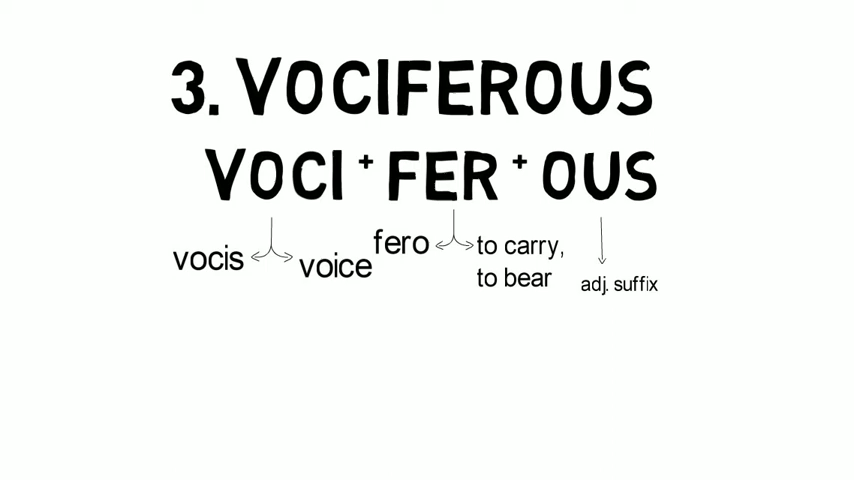 3. VOCIFEROUS
VOCI + FER + OUS
vocis voice fero to carry,
to bear adj. suffix